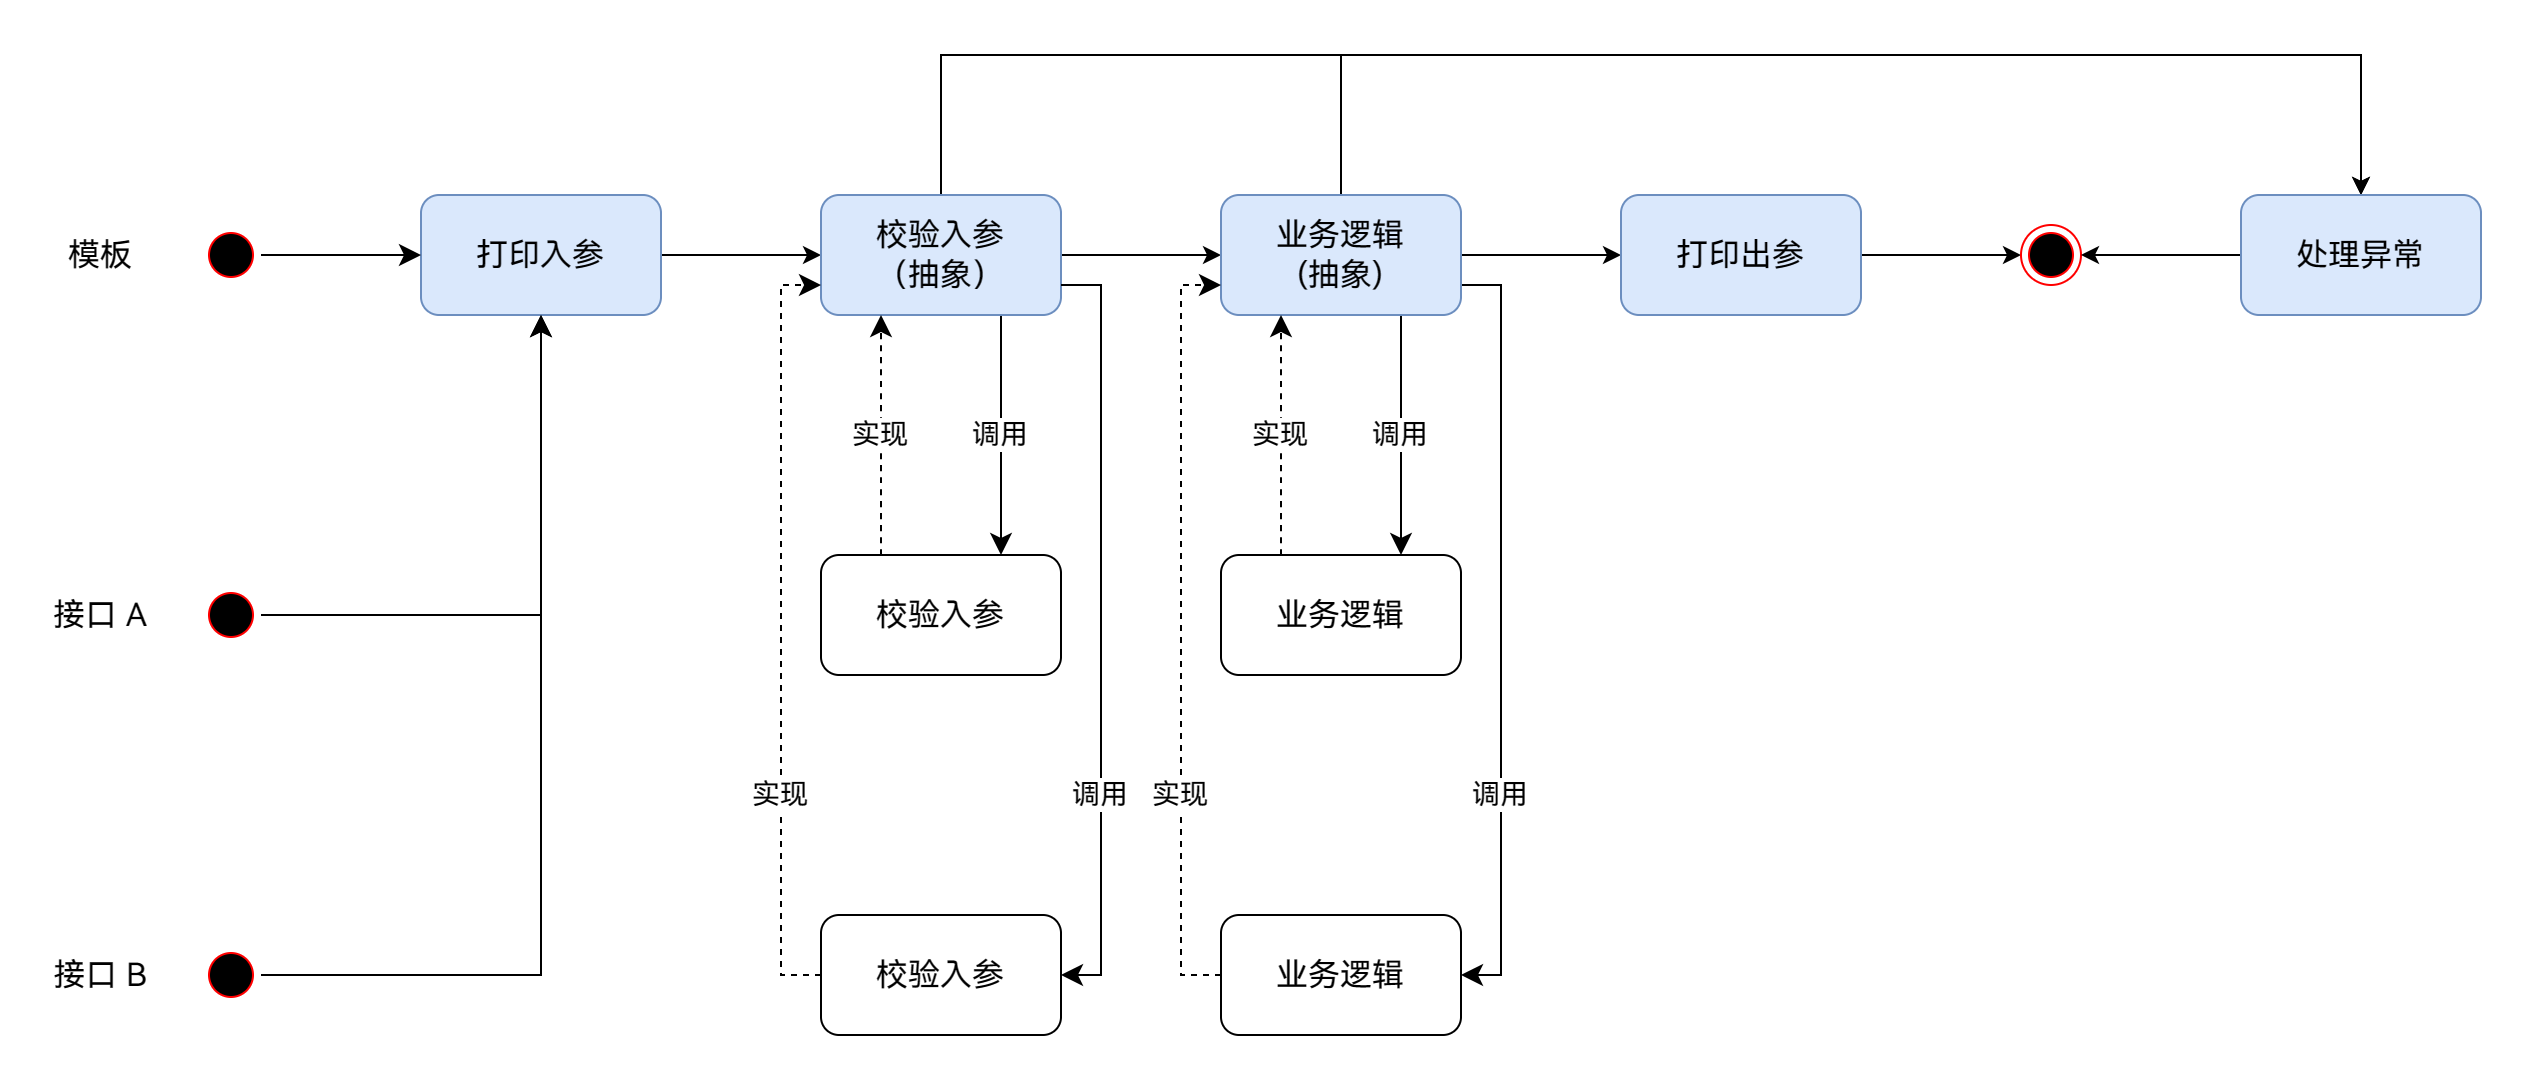 模板
打印入参
校验入参
（抽象）
业务逻辑
(抽象)
打印出参
处理异常
实现
调用
实现
调用
接口 A
校验入参
业务逻辑
实现
调用
实现
调用
接口 B
校验入参
业务逻辑